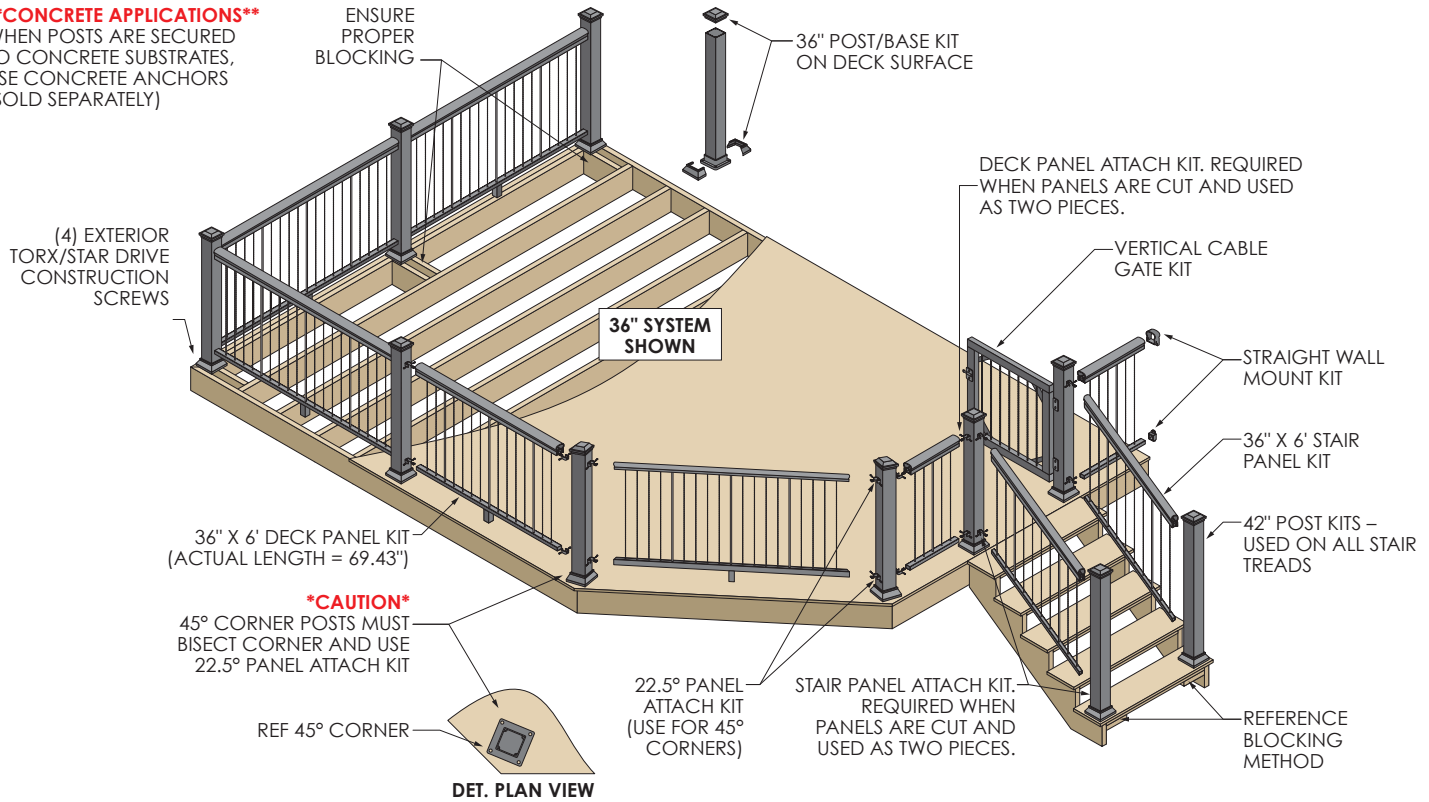 *CONCRETE APPLICATIONS**
WHEN POSTS ARE SECURED
O CONCRETE SUBSTRATES,
SE CONCRETE ANCHORS
SOLD SEPARATELY)
ENSURE
PROPER
BLOCKING
36" POST/BASE KIT
ON DECK SURFACE
DECK PANEL ATTACH KIT. REQUIRED
WHEN PANELS ARE CUT AND USED
AS TWO PIECES.
(4) EXTERIOR
TORX/STAR DRIVE
CONSTRUCTION
SCREWS
VERTICAL CABLE
GATE KIT
36" SYSTEM
SHOWN
STRAIGHT WALL
MOUNT KIT
36" X 6' STAIR
PANEL KIT
36" X 6' DECK PANEL KIT
(ACTUAL LENGTH = 69.43")
42" POST KITS –
USED ON ALL STAIR
TREADS
*CAUTION*
45° CORNER POSTS MUST
BISECT CORNER AND USE
22.5° PANEL ATTACH KIT
22.5° PANEL
ATTACH KIT
(USE FOR 45°
CORNERS)
STAIR PANEL ATTACH KIT.
REQUIRED WHEN
PANELS ARE CUT AND
USED AS TWO PIECES.
REF 45° CORNER
REFERENCE
BLOCKING
METHOD
DET. PLAN VIEW